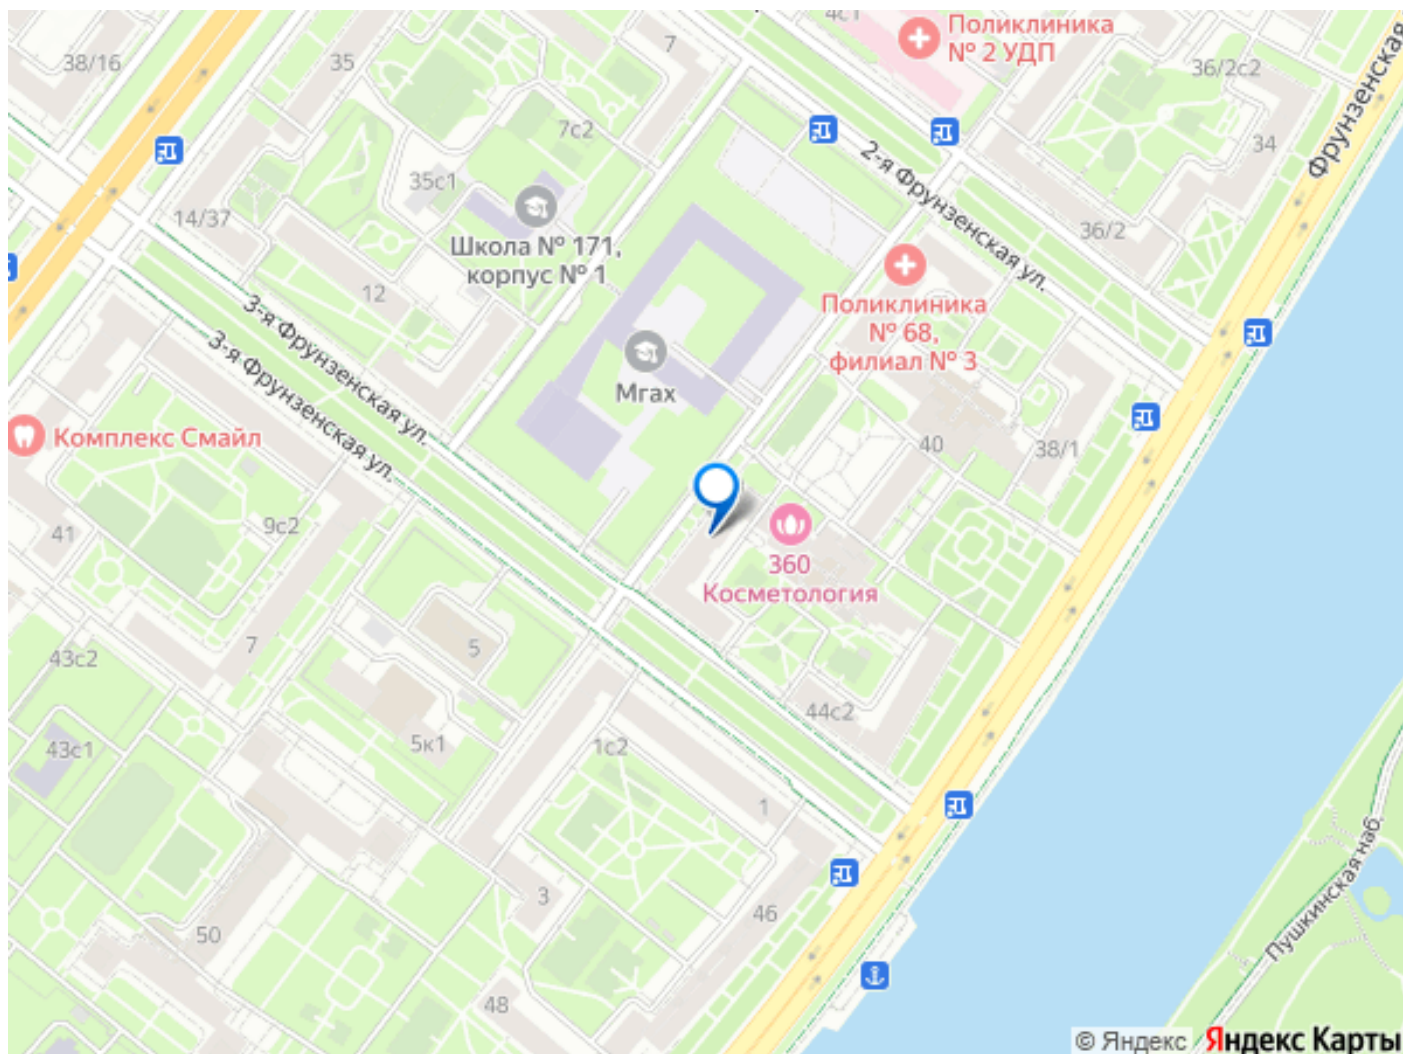 4с1
Поликлиника
№ 2 УДП
7
38/16
35
36/2с2
Фрунзенская
7с2
34
2-я Фрунзенская ул.
35с1
14/37
Школа № 171,
корпус № 1
36/2
12
Поликлиника
№ 68,
филиал № 3
3-я Фрунзенская ул.
3-я Фрунзенская ул.
Мгах
Комплекс Смайл
40
38/1
9с2
41
360
Косметология
7
5
43с2
44с2
5к1
1с2
43с1
1
3
46
50
48
Пушкинская наб.
© Яндекс Яндекс Карты